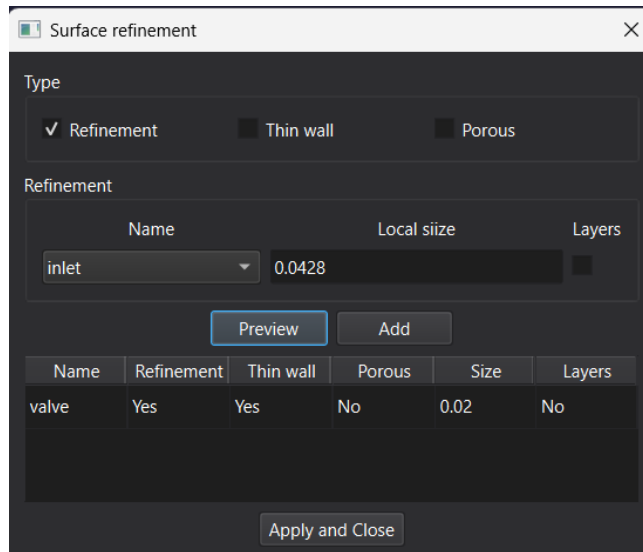 Surface refinement
Type
Refinement Thin wall Porous
Refinement
Name Local siize Layers
inlet 0.0428
Preview Add
Name Refinement Thin wall Porous Size Layers
valve Yes Yes No 0.02 No
Apply and Close